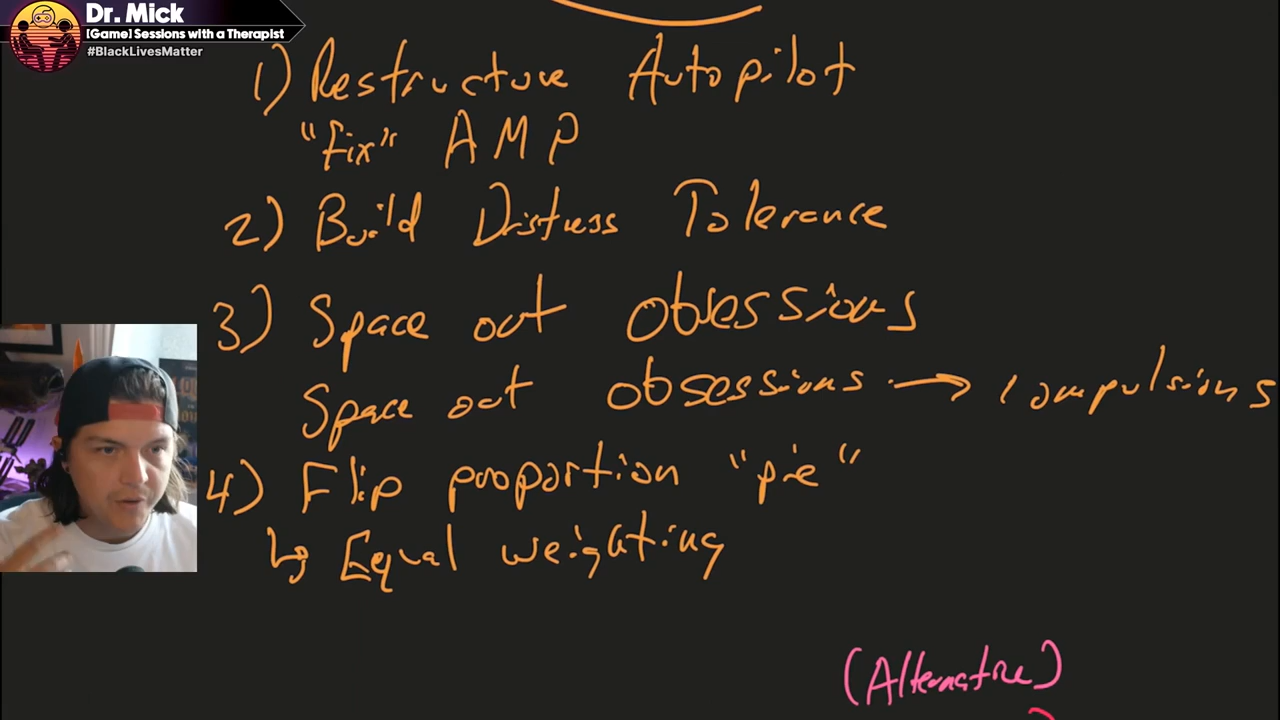 Dr. Mick
[Game] Sessions with a Therapist
#BlackLivesMatter
1) Restructure Autopilot
"fix" AMP
2) Build Distress Tolerance
3) Space out obsessions
Space out obsessions → compulsions
4) Flip proportion "pie"
↳ Equal weighting
(Alternative)